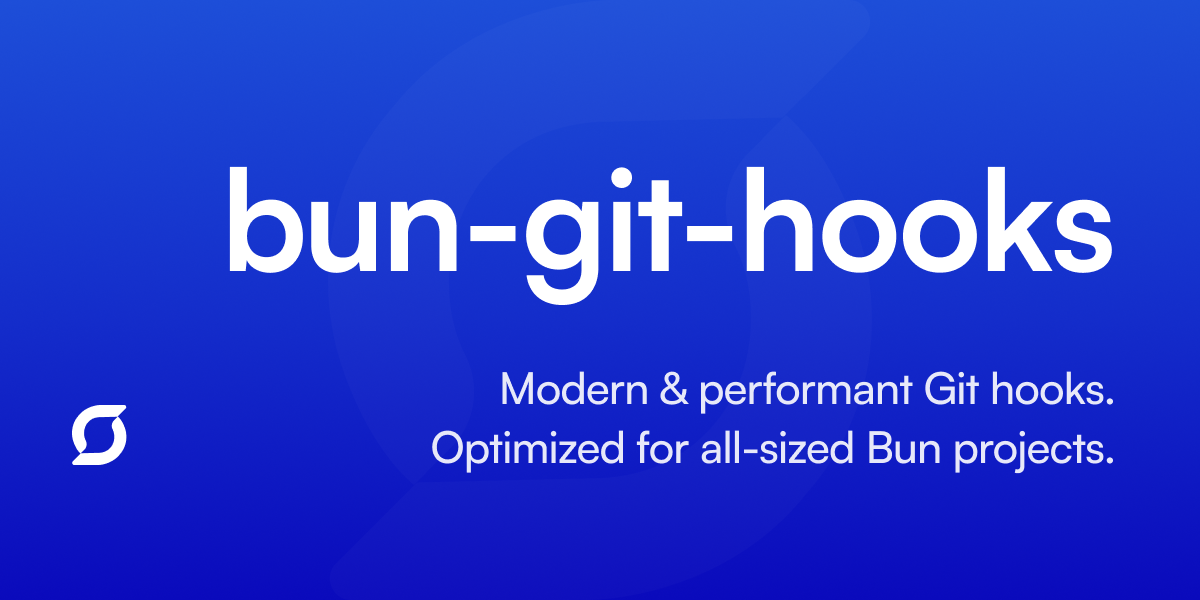 bun-git-hooks
Modern & performant Git hooks.
Optimized for all-sized Bun projects.